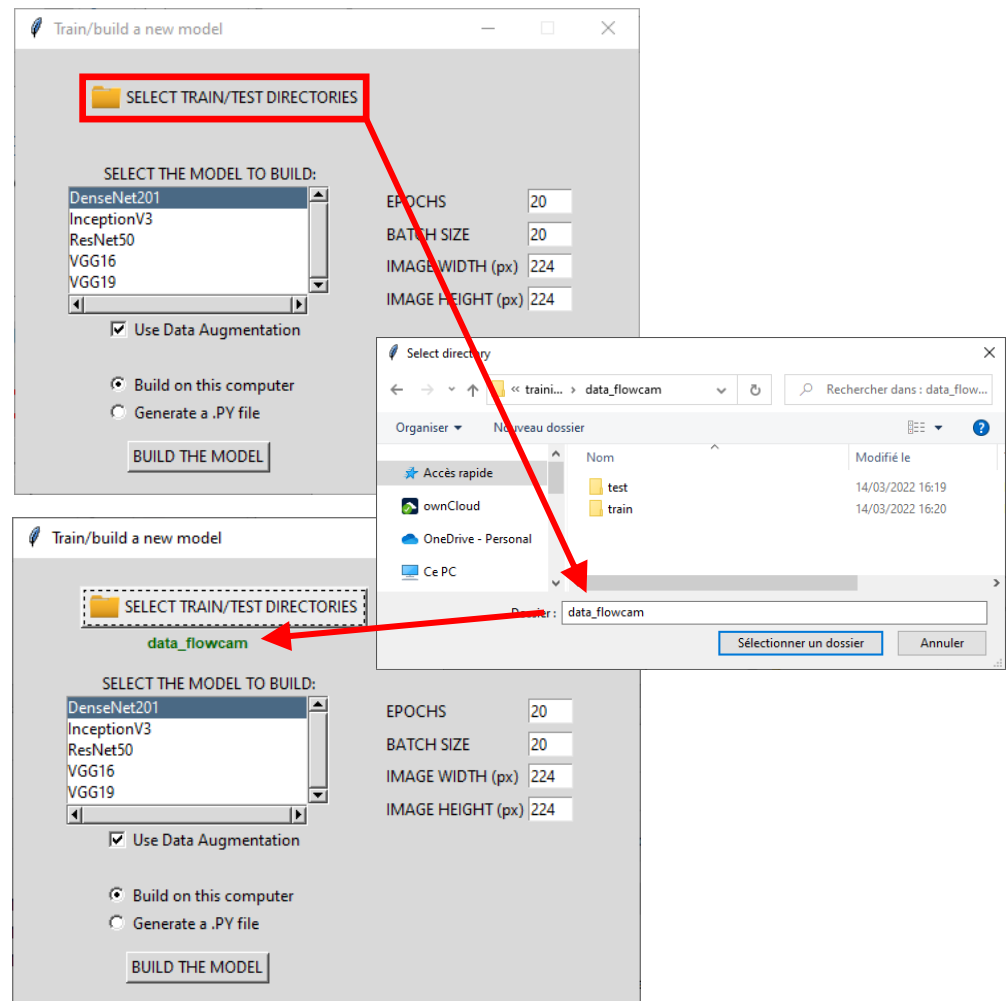 Train/build a new model
SELECT TRAIN/TEST DIRECTORIES
SELECT THE MODEL TO BUILD:
DenseNet201
InceptionV3
ResNet50
VGG16
VGG19
EPOCHS 20
BATCH SIZE 20
IMAGE WIDTH (px) 224
IMAGE HEIGHT (px) 224
Use Data Augmentation
Build on this computer
Generate a .PY file
BUILD THE MODEL
Select directory
« traini... › data_flowcam
Rechercher dans : data_flow...
Organiser
Nouveau dossier
Nom Modifié le
Accès rapide
ownCloud
OneDrive - Personal
Ce PC
test 14/03/2022 16:19
train 14/03/2022 16:20
Dossier : data_flowcam
Sélectionner un dossier Annuler
Train/build a new model
SELECT TRAIN/TEST DIRECTORIES
data_flowcam
SELECT THE MODEL TO BUILD:
DenseNet201
InceptionV3
ResNet50
VGG16
VGG19
EPOCHS 20
BATCH SIZE 20
IMAGE WIDTH (px) 224
IMAGE HEIGHT (px) 224
Use Data Augmentation
Build on this computer
Generate a .PY file
BUILD THE MODEL